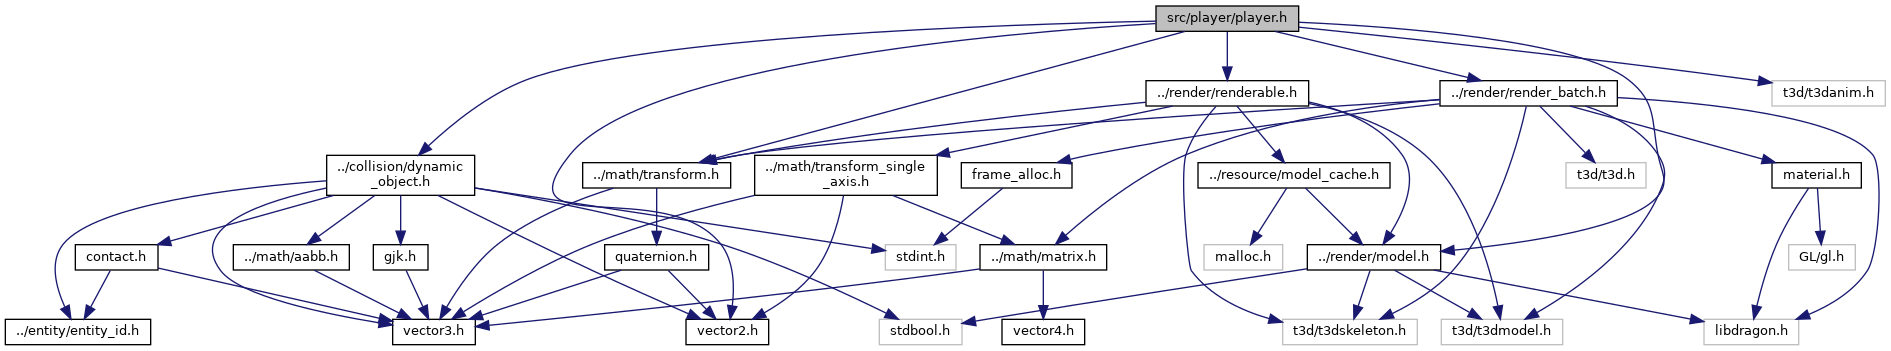 src/player/player.h
../render/renderable.h
../render/render_batch.h
t3d/t3danim.h
../collision/dynamic
_object.h
../math/transform.h
../math/transform_single
_axis.h
frame_alloc.h
../resource/model_cache.h
t3d/t3d.h
material.h
contact.h
../math/aabb.h
gjk.h
quaternion.h
stdint.h
../math/matrix.h
malloc.h
../render/model.h
GL/gl.h
../entity/entity_id.h
vector3.h
vector2.h
stdbool.h
vector4.h
t3d/t3dskeleton.h
t3d/t3dmodel.h
libdragon.h